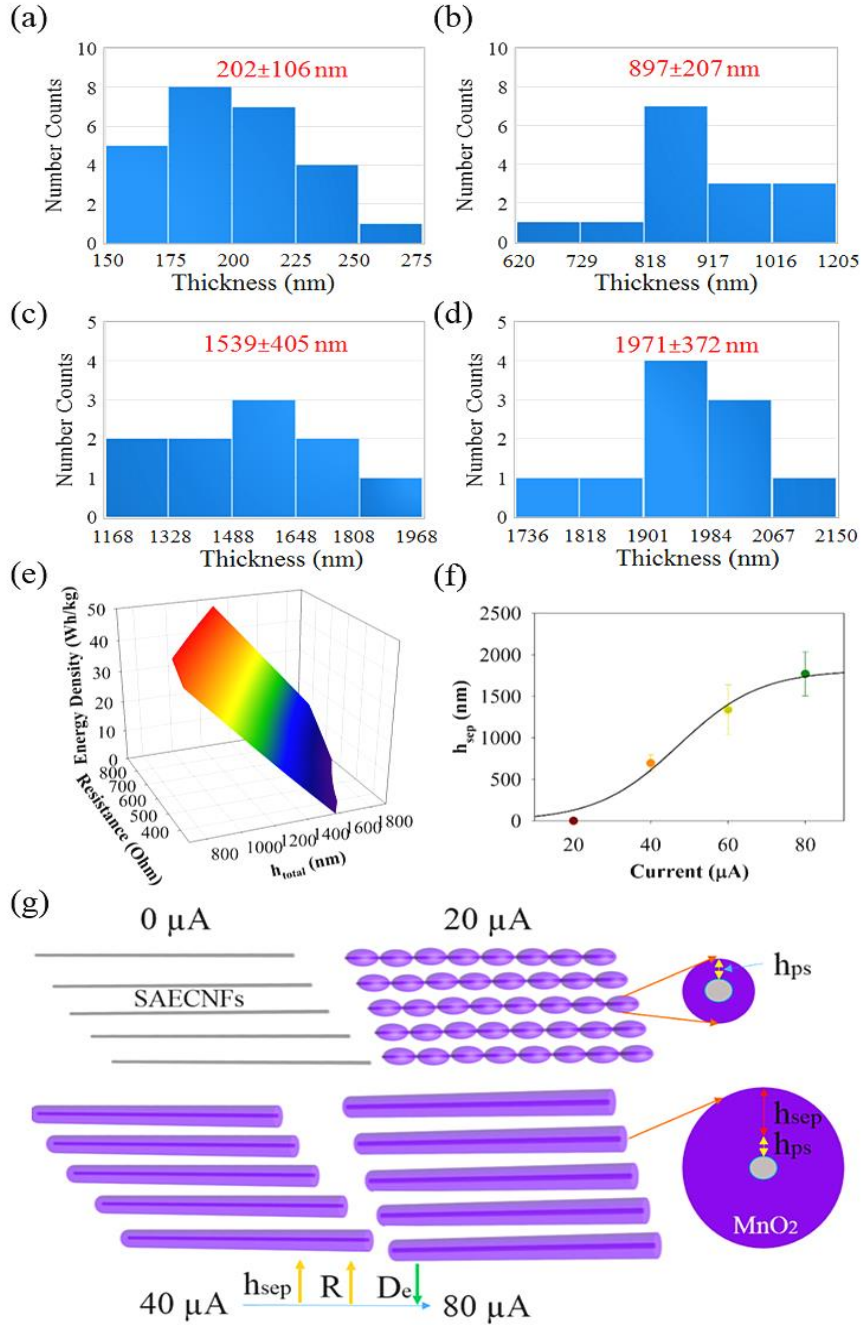 (a)
202±106 nm
Number Counts
10
8
6
4
2
0
150 175 200 225 250 275
Thickness (nm)
(b)
897±207 nm
Number Counts
10
8
6
4
2
0
620 729 818 917 1016 1205
Thickness (nm)
(c)
1539±405 nm
Number Counts
5
4
3
2
1
0
1168 1328 1488 1648 1808 1968
Thickness (nm)
(d)
1971±372 nm
Number Counts
5
4
3
2
1
0
1736 1818 1901 1984 2067 2150
Thickness (nm)
(e)
Energy Density (Wh/kg)
50
40
30
20
10
0
800 700 600 500 400
Resistance (Ohm)
800 1000 1200 1400 1600 1800
htotal (nm)
(f)
hsep (nm)
2500
2000
1500
1000
500
0
20 40 60 80
Current (μA)
(g)
0 μA
20 μA
SAECNFs
hps
hsep
hps
MnO2
hsep R De
40 μA
80 μA